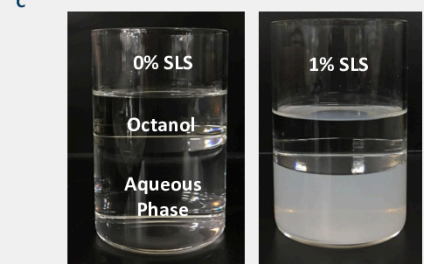 C
0% SLS
1% SLS
Octanol
Aqueous
Phase